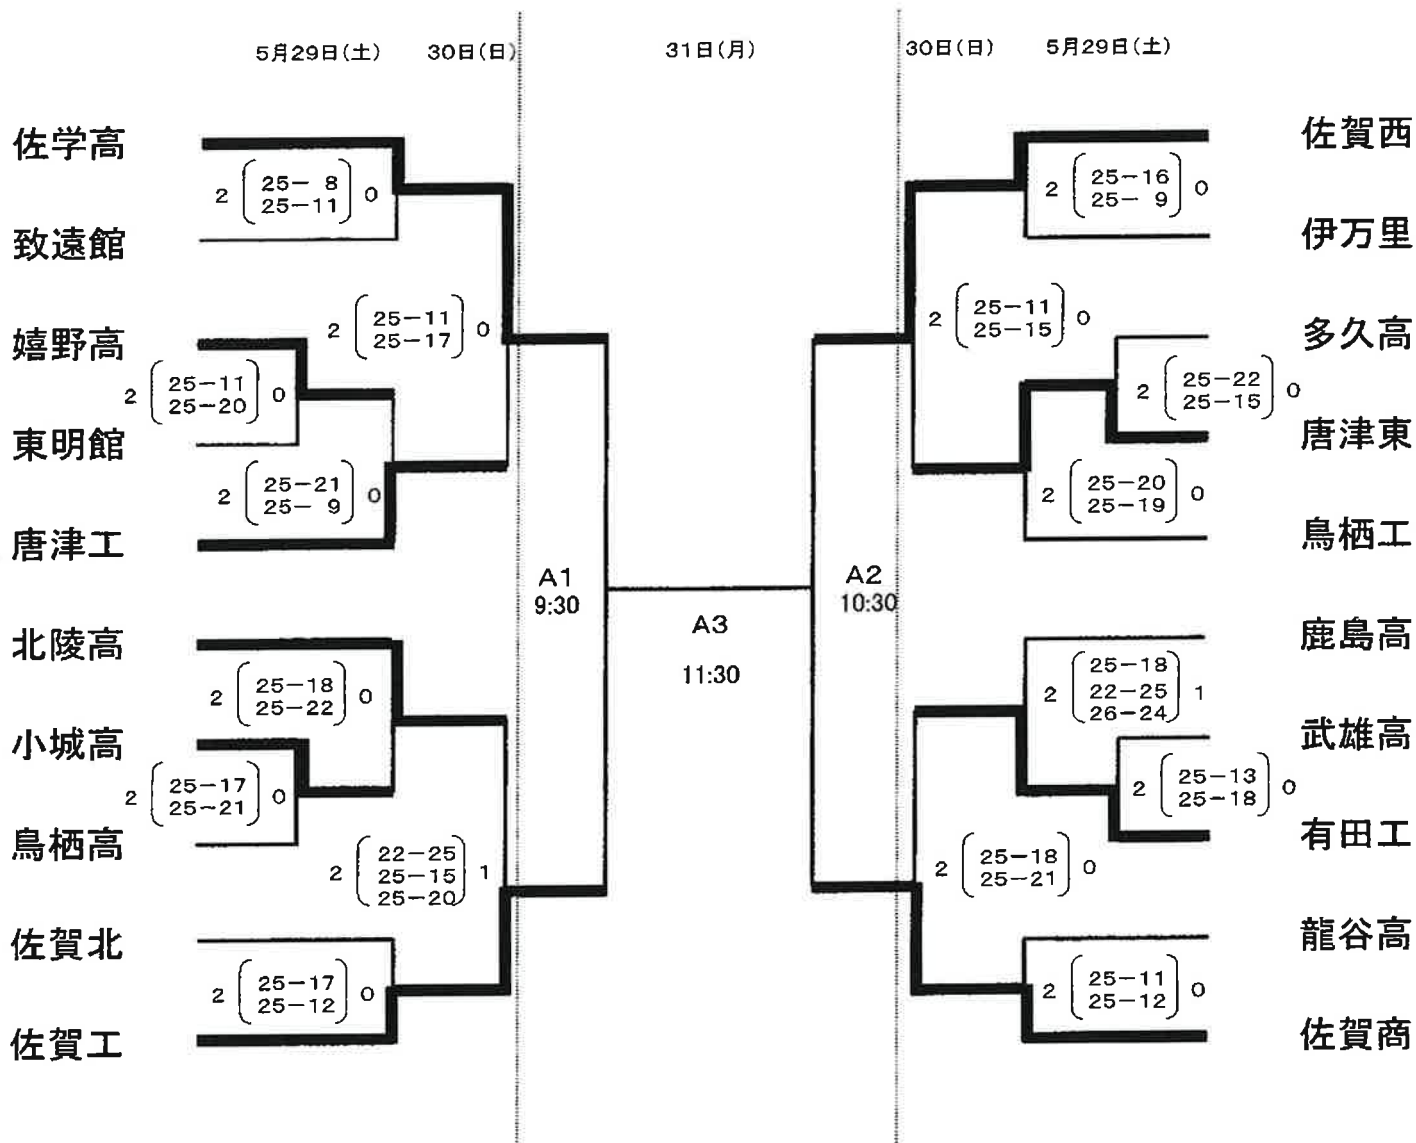 5月29日(土) 30日(日) 31日(月) 30日(日) 5月29日(土)
佐学高
2 25- 8 0
25-11
致遠館
2 25-11 0
25-17
嬉野高
2 25-11 0
25-20
東明館
2 25-21 0
25- 9
唐津工
北陵高
2 25-18 0
25-22
小城高
2 25-17 0
25-21
鳥栖高
2 22-25 1
25-15
25-20
佐賀北
2 25-17 0
25-12
佐賀工
A1
9:30
A3
11:30
A2
10:30
佐賀西
2 25-16 0
25- 9
伊万里
2 25-11 0
25-15
多久高
2 25-22 0
25-15
唐津東
2 25-20 0
25-19
鳥栖工
鹿島高
2 25-18 1
22-25
26-24
武雄高
2 25-13 0
25-18
有田工
2 25-18 0
25-21
龍谷高
2 25-11 0
25-12
佐賀商